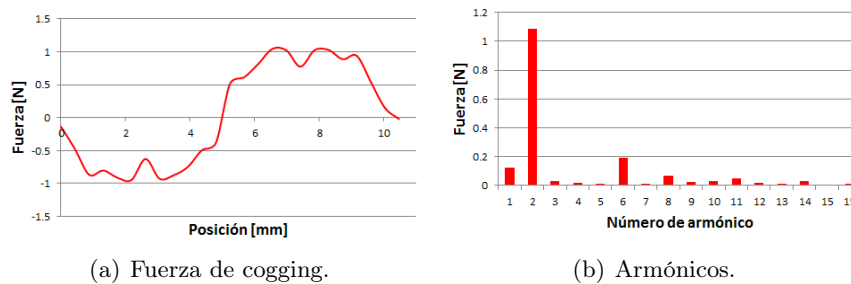 1.5
1
0.5
0
-0.5
-1
-1.5
0 2 4 6 8 10
Fuerza[N]
Posición [mm]
(a) Fuerza de cogging.
1.2
1
0.8
0.6
0.4
0.2
0
1 2 3 4 5 6 7 8 9 10 11 12 13 14 15
Fuerza[N]
Número de armónico
(b) Armónicos.